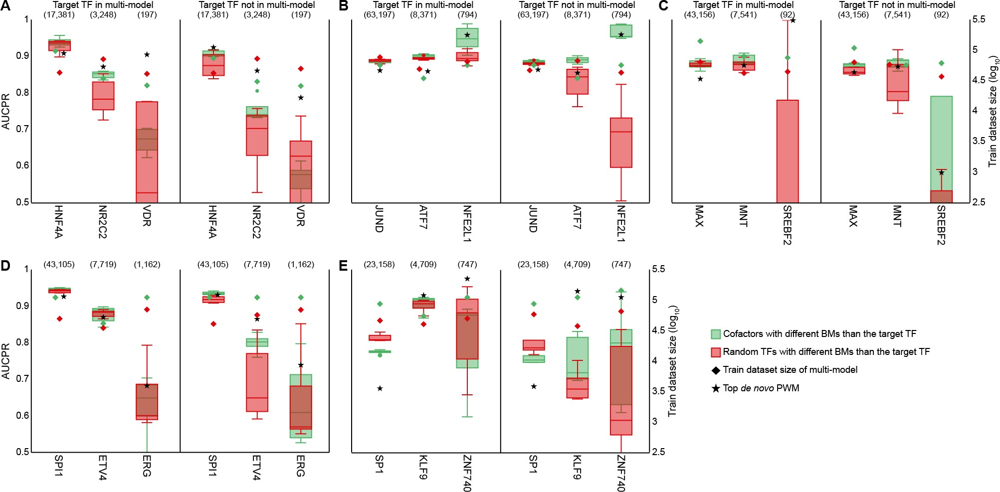 A
Target TF in multi-model
Target TF not in multi-model
(17,381) (3,248) (197)
(17,381) (3,248) (197)
1
0.9
0.8
0.7
0.6
0.5
AUCPR
HNF4A
NR2C2
VDR
HNF4A
NR2C2
VDR
B
Target TF in multi-model
Target TF not in multi-model
(63,197) (8,371) (794)
(63,197) (8,371) (794)
JUND
ATF7
NFE2L1
JUND
ATF7
NFE2L1
C
Target TF in multi-model
Target TF not in multi-model
(43,156) (7,541) (92)
(43,156) (7,541) (92)
5.5
5
4.5
4
3.5
3
2.5
Train dataset size (log10)
MAX
MNT
SREBF2
MAX
MNT
SREBF2
D
(43,105) (7,719) (1,162)
(43,105) (7,719) (1,162)
1
0.9
0.8
0.7
0.6
0.5
AUCPR
SPI1
ETV4
ERG
SPI1
ETV4
ERG
E
(23,158) (4,709) (747)
(23,158) (4,709) (747)
5.5
5
4.5
4
3.5
3
2.5
Train dataset size (log10)
SP1
KLF9
ZNF740
SP1
KLF9
ZNF740
Cofactors with different BMs than the target TF
Random TFs with different BMs than the target TF
Train dataset size of multi-model
Top de novo PWM